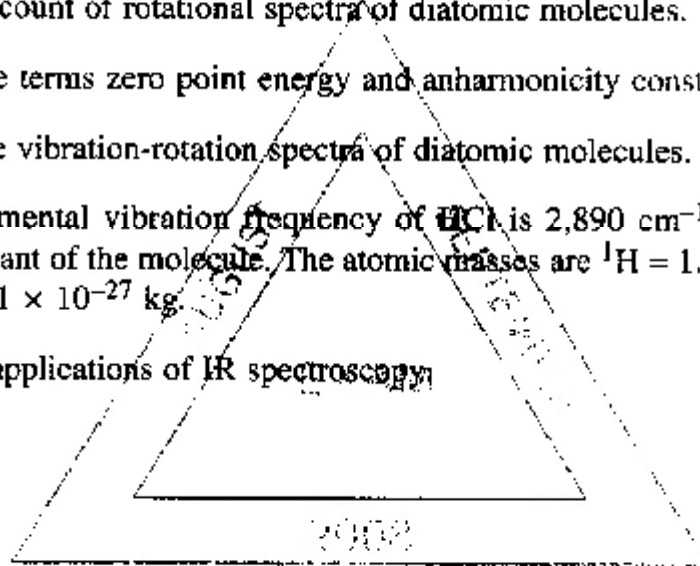 count of rotational spectra of diatomic molecules.
e terms zero point energy and anharmonicity const
e vibration-rotation spectra of diatomic molecules.
mental vibration frequency of HCl is 2,890 cm⁻¹
ant of the molecule. The atomic masses are ¹H = 1.
1 × 10⁻²⁷ kg.
applications of IR spectroscopy.